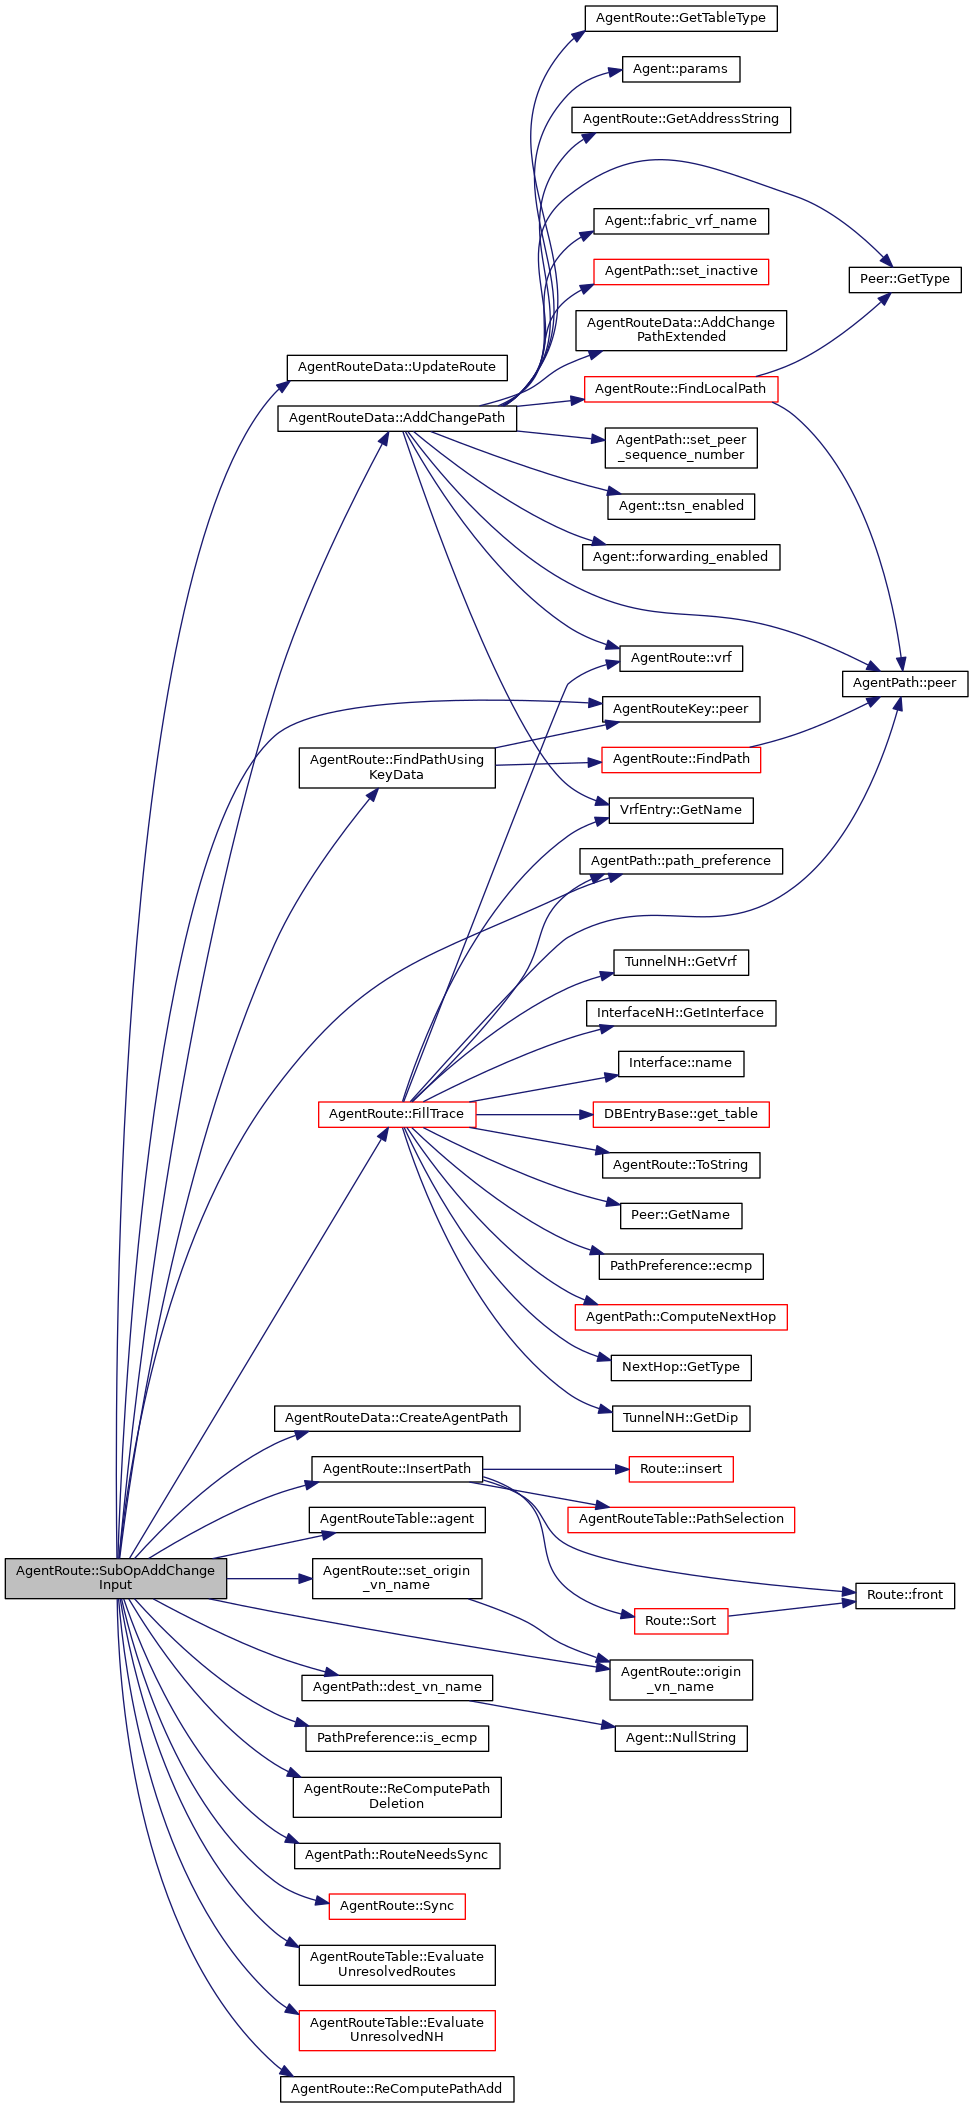 AgentRoute::GetTableType
Agent::params
AgentRoute::GetAddressString
Agent::fabric_vrf_name
AgentPath::set_inactive
Peer::GetType
AgentRouteData::AddChange
PathExtended
AgentRouteData::UpdateRoute
AgentRoute::FindLocalPath
AgentRouteData::AddChangePath
AgentPath::set_peer
_sequence_number
Agent::tsn_enabled
Agent::forwarding_enabled
AgentRoute::vrf
AgentPath::peer
AgentRouteKey::peer
AgentRoute::FindPathUsing
KeyData
AgentRoute::FindPath
VrfEntry::GetName
AgentPath::path_preference
TunnelNH::GetVrf
InterfaceNH::GetInterface
Interface::name
AgentRoute::FillTrace
DBEntryBase::get_table
AgentRoute::ToString
Peer::GetName
PathPreference::ecmp
AgentPath::ComputeNextHop
NextHop::GetType
AgentRouteData::CreateAgentPath
TunnelNH::GetDip
AgentRoute::InsertPath
Route::insert
AgentRouteTable::agent
AgentRouteTable::PathSelection
AgentRoute::SubOpAddChange
Input
AgentRoute::set_origin
_vn_name
Route::front
Route::Sort
AgentPath::dest_vn_name
AgentRoute::origin
_vn_name
PathPreference::is_ecmp
Agent::NullString
AgentRoute::ReComputePath
Deletion
AgentPath::RouteNeedsSync
AgentRoute::Sync
AgentRouteTable::Evaluate
UnresolvedRoutes
AgentRouteTable::Evaluate
UnresolvedNH
AgentRoute::ReComputePathAdd